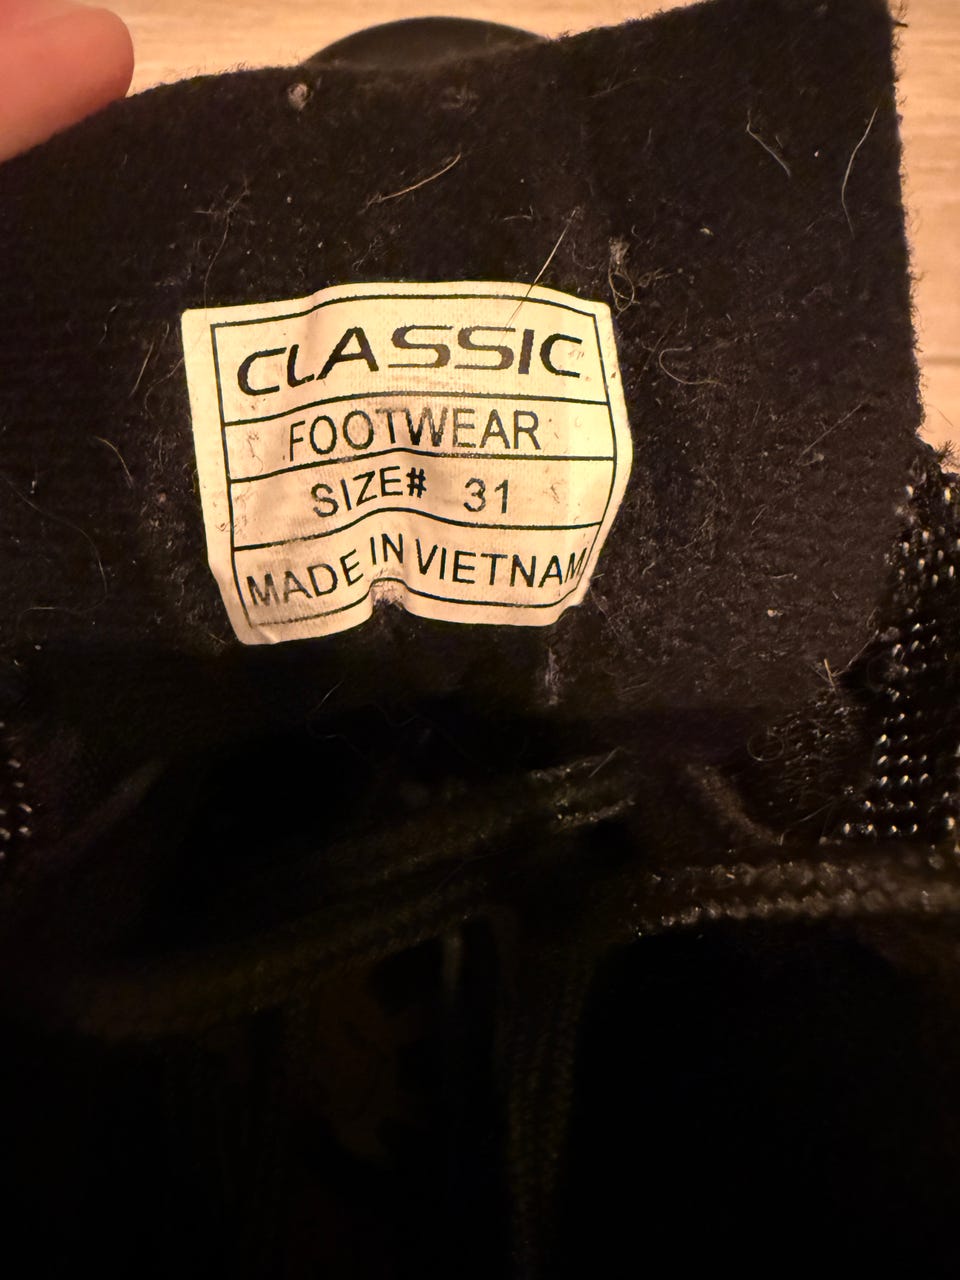 CLASSIC
FOOTWEAR
SIZE# 31
MADE IN VIETNAM